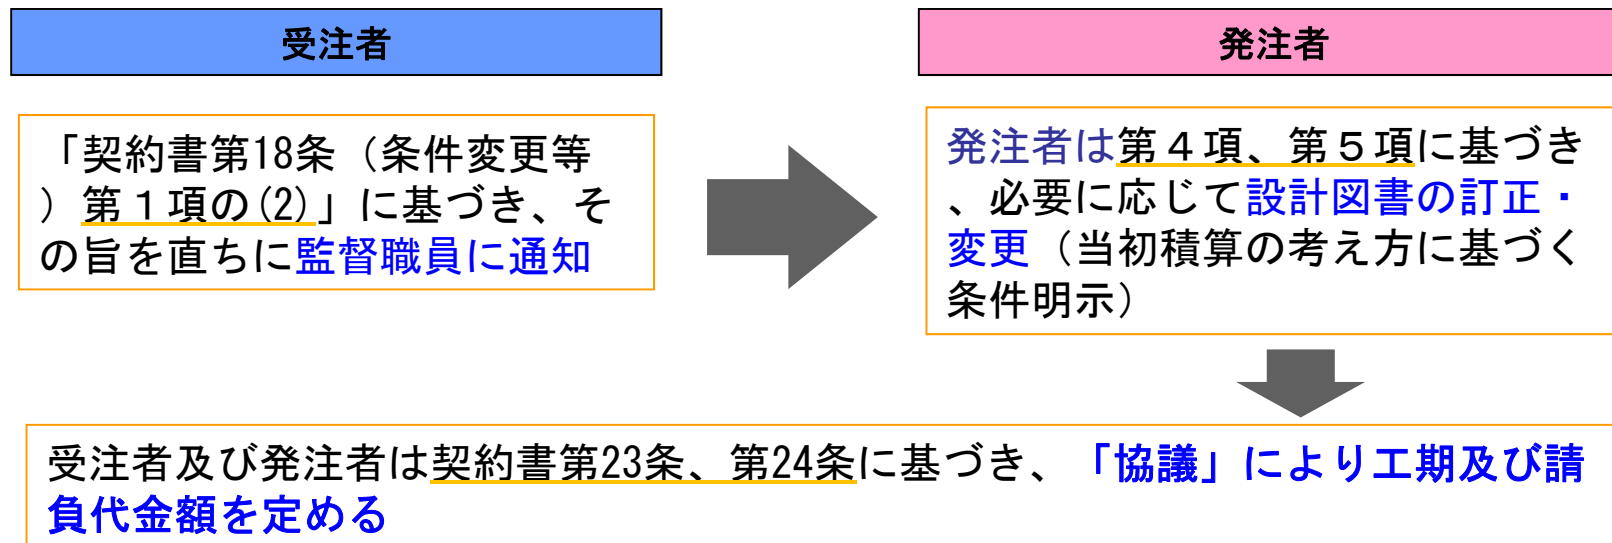 受注者
発注者
「契約書第18条（条件変更等
）第１項の(2)」に基づき、そ
の旨を直ちに監督職員に通知
発注者は第４項、第５項に基づき
、必要に応じて設計図書の訂正・
変更（当初積算の考え方に基づく
条件明示）
受注者及び発注者は契約書第23条、第24条に基づき、「協議」により工期及び請
負代金額を定める